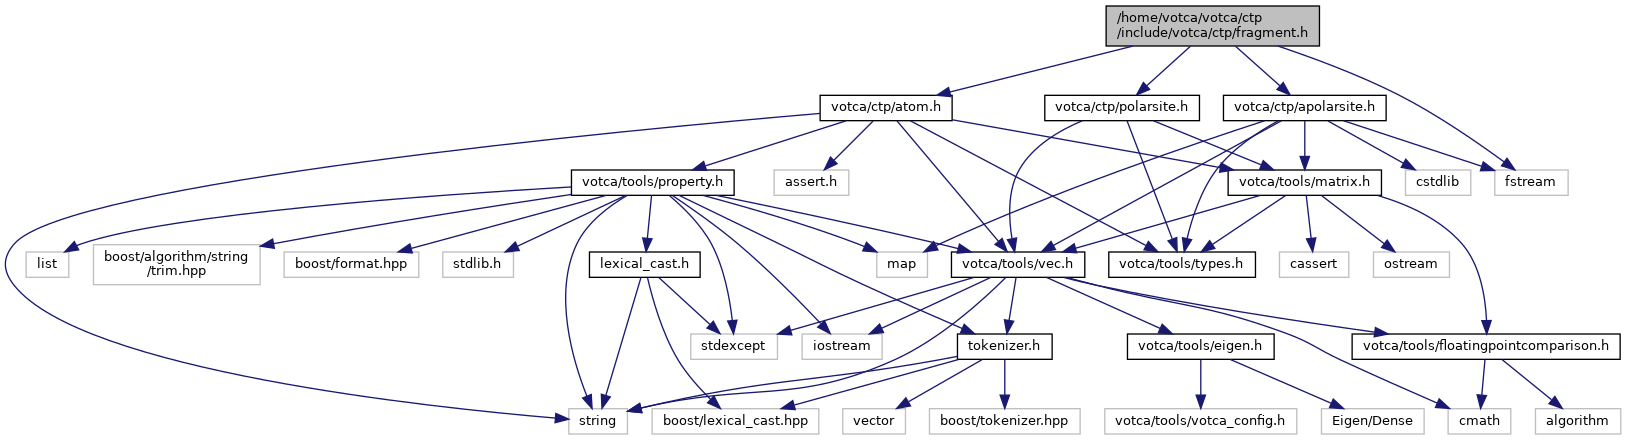 /home/votca/votca/ctp
/include/votca/ctp/fragment.h
votca/ctp/atom.h
votca/ctp/polarsite.h
votca/ctp/apolarsite.h
votca/tools/property.h
assert.h
votca/tools/matrix.h
cstdlib
fstream
list
boost/algorithm/string
/trim.hpp
boost/format.hpp
stdlib.h
lexical_cast.h
map
votca/tools/vec.h
votca/tools/types.h
cassert
ostream
stdexcept
iostream
tokenizer.h
votca/tools/eigen.h
votca/tools/floatingpointcomparison.h
string
boost/lexical_cast.hpp
vector
boost/tokenizer.hpp
votca/tools/votca_config.h
Eigen/Dense
cmath
algorithm